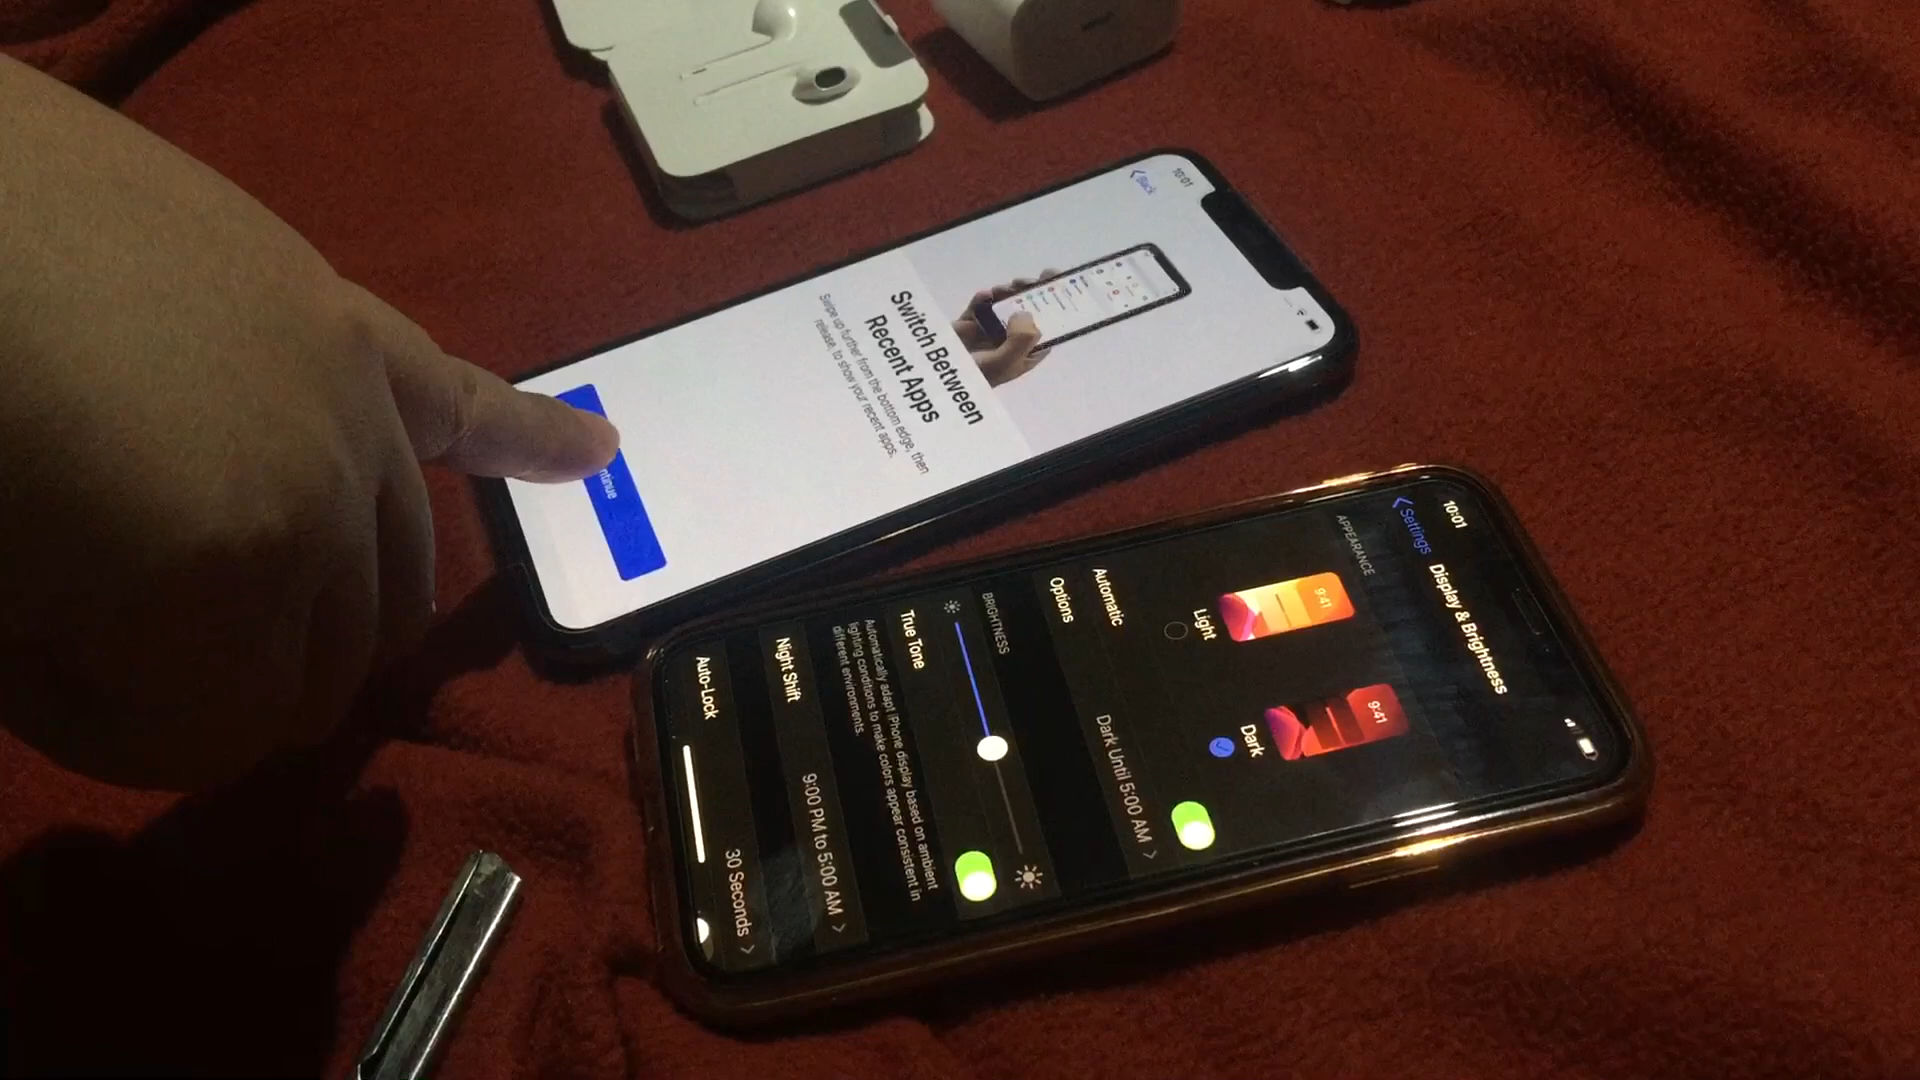 10:01
Back
Switch Between
Recent Apps
Swipe up further from the bottom edge, then
release, to show your recent apps.
ntinue
10:01
Settings
Display & Brightness
APPEARANCE
9:41
9:41
Light
Dark
Automatic
Options
Dark Until 5:00 AM
BRIGHTNESS
True Tone
Automatically adapt iPhone display based on ambient
lighting conditions to make colors appear consistent in
different environments.
Night Shift
9:00 PM to 5:00 AM
Auto-Lock
30 Seconds